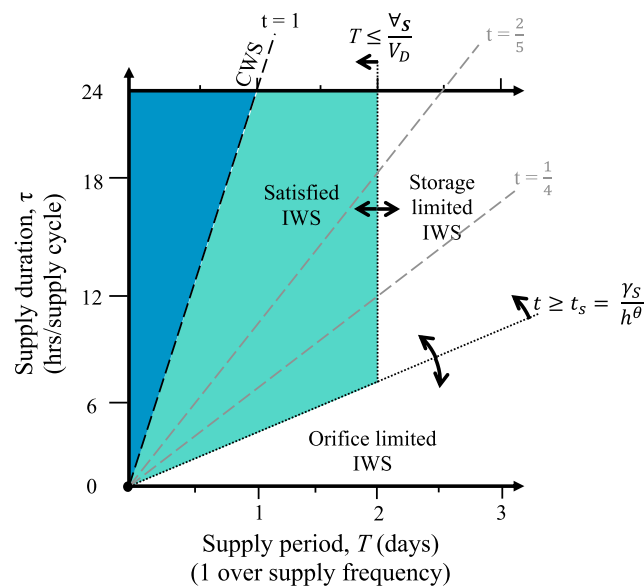 t = 1
CWS
T ≤ ∀S/VD
t = 2/5
24
18
12
6
0
Supply duration, τ
(hrs/supply cycle)
Satisfied
IWS
Storage
limited
IWS
t = 1/4
t ≥ ts = γS/hθ
Orifice limited
IWS
1
2
3
Supply period, T (days)
(1 over supply frequency)